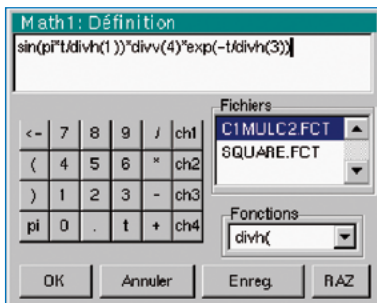 Math1: Définition
sin(pi*t/divh(1))*divv(4)*exp(-t/divh(3))
Fichiers
C1MULC2.FCT
SQUARE.FCT
<- 7 8 9 / ch1
( 4 5 6 * ch2
) 1 2 3 - ch3
pi 0 . t + ch4
Fonctions
divh(
OK Annuler Enreg. RAZ